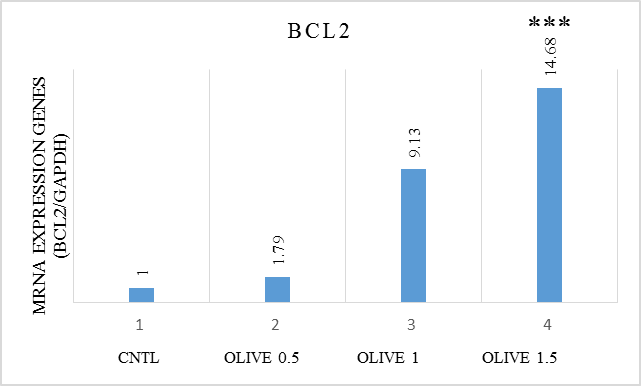 BCL2
***
MRNA EXPRESSION GENES
(BCL2/GAPDH)
1
1.79
9.13
14.68
1 2 3 4
CNTL OLIVE 0.5 OLIVE 1 OLIVE 1.5